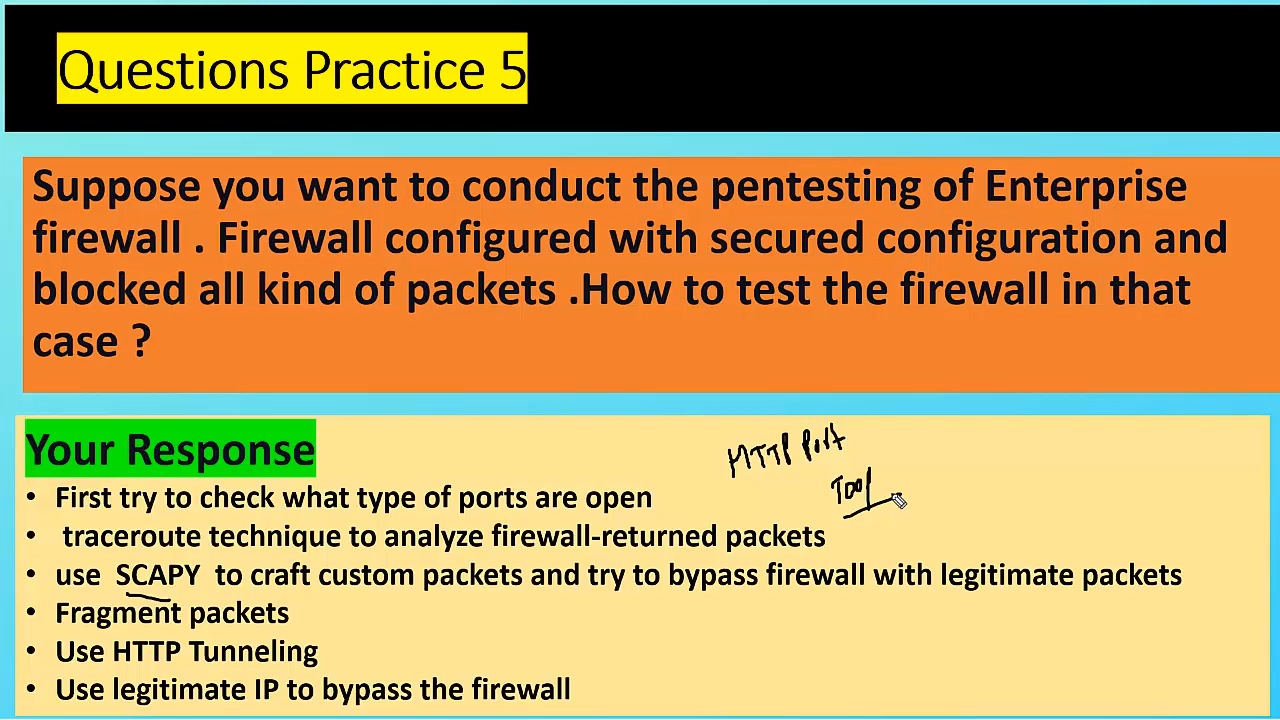 Questions Practice 5
Suppose you want to conduct the pentesting of Enterprise
firewall . Firewall configured with secured configuration and
blocked all kind of packets .How to test the firewall in that
case ?
Your Response
HTTP Port
Tool
• First try to check what type of ports are open
• traceroute technique to analyze firewall-returned packets
• use SCAPY to craft custom packets and try to bypass firewall with legitimate packets
• Fragment packets
• Use HTTP Tunneling
• Use legitimate IP to bypass the firewall